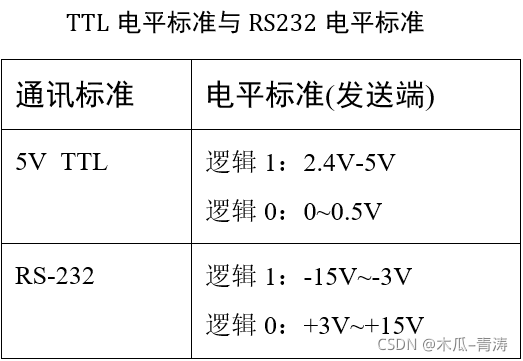 TTL 电平标准与 RS232 电平标准
通讯标准 电平标准(发送端)
5V TTL 逻辑 1：2.4V-5V
逻辑 0：0~0.5V
RS-232 逻辑 1：-15V~-3V
逻辑 0：+3V~+15V
CSDN @木瓜-菁涛